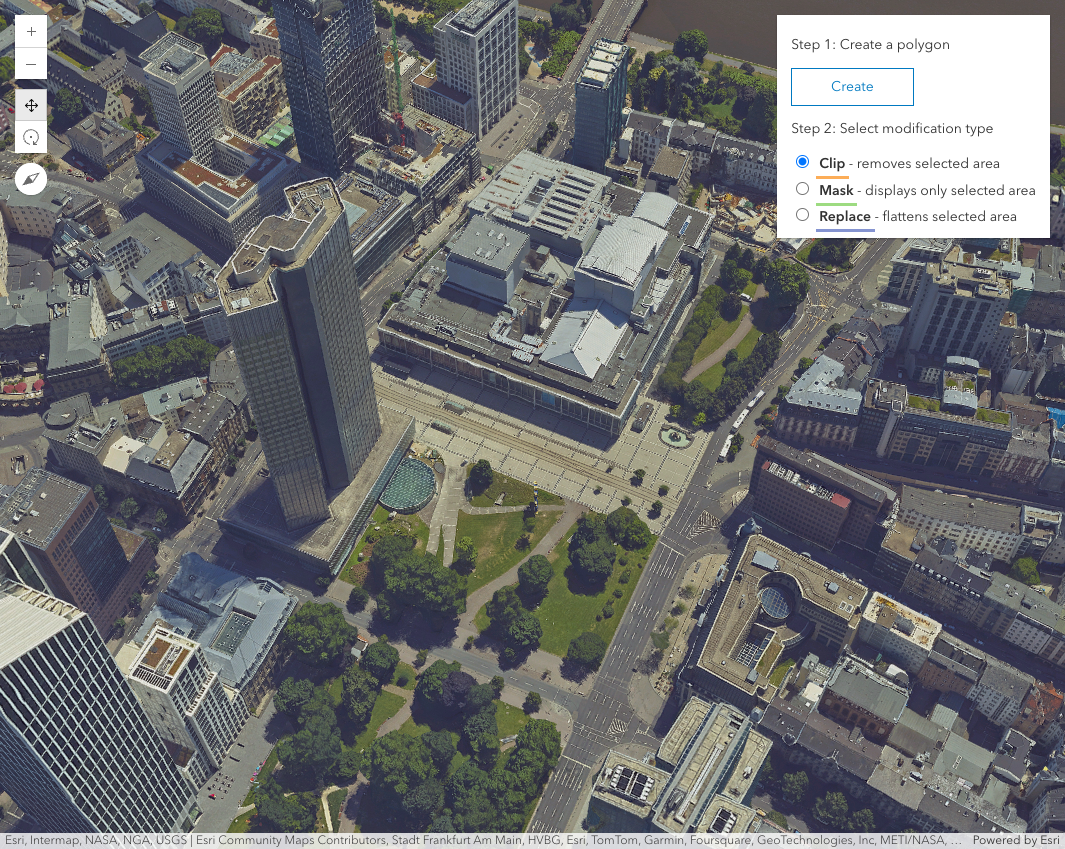 Step 1: Create a polygon
Create
Step 2: Select modification type
Clip - removes selected area
Mask - displays only selected area
Replace - flattens selected area
Esri, Intermap, NASA, NGA, USGS | Esri Community Maps Contributors, Stadt Frankfurt Am Main, HVBG, Esri, TomTom, Garmin, Foursquare, GeoTechnologies, Inc, METI/NASA, … Powered by Esri